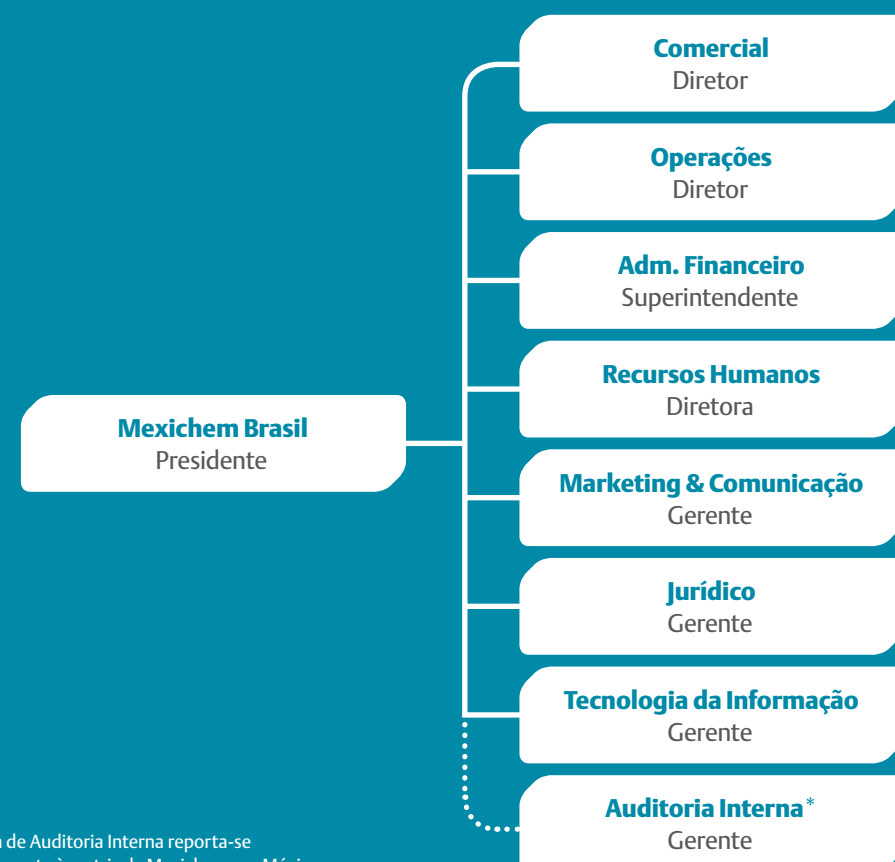 Comercial
Diretor
Operações
Diretor
Adm. Financeiro
Superintendente
Recursos Humanos
Diretora
Mexichem Brasil
Presidente
Marketing & Comunicação
Gerente
Jurídico
Gerente
Tecnologia da Informação
Gerente
Auditoria Interna*
Gerente
de Auditoria Interna reporta-se